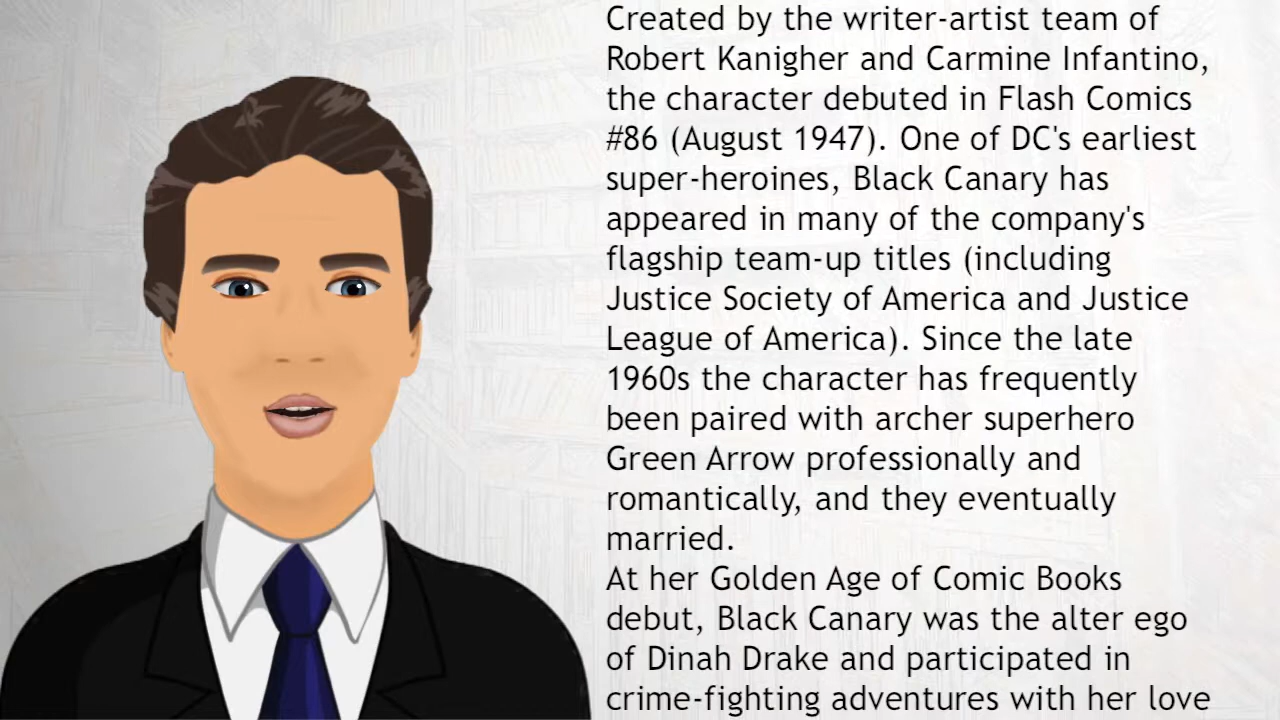 Created by the writer-artist team of
Robert Kanigher and Carmine Infantino,
the character debuted in Flash Comics
#86 (August 1947). One of DC's earliest
super-heroines, Black Canary has
appeared in many of the company's
flagship team-up titles (including
Justice Society of America and Justice
League of America). Since the late
1960s the character has frequently
been paired with archer superhero
Green Arrow professionally and
romantically, and they eventually
married.
At her Golden Age of Comic Books
debut, Black Canary was the alter ego
of Dinah Drake and participated in
crime-fighting adventures with her love